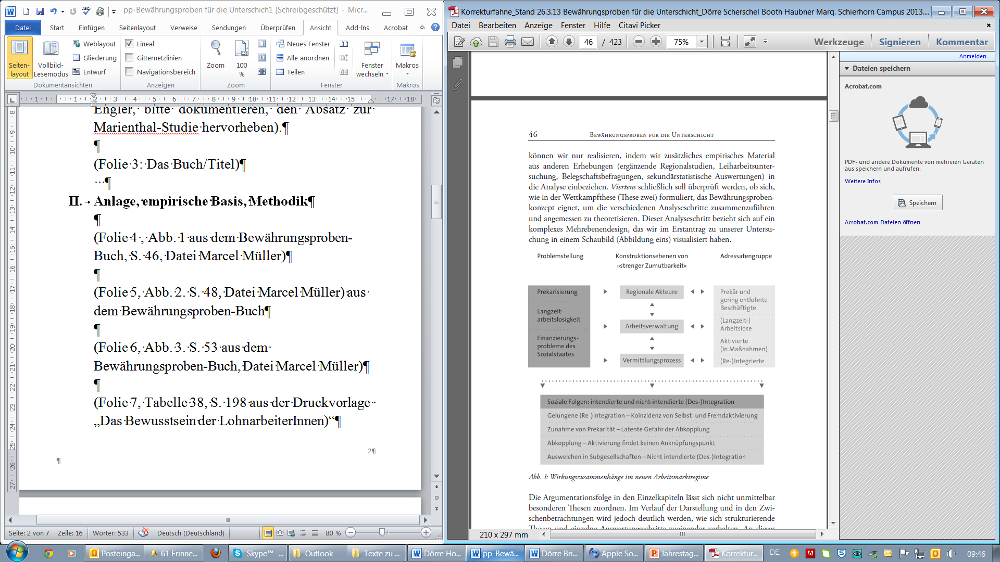 pp-Bewährungsproben für die Unterschich1 [Schreibgeschützt] - Micr...
Datei Start Einfügen Seitenlayout Verweise Sendungen Überprüfen Ansicht Add-Ins Acrobat
Seiten-
layout
Vollbild-
Lesemodus
Weblayout
Gliederung
Entwurf
Dokumentansichten
Lineal
Gitternetzlinien
Navigationsbereich
Anzeigen
Zoom
100
%
Zoom
Neues Fenster
Alle anordnen
Teilen
Fenster
wechseln
Fenster
Makros
Makros
Engler, bitte dokumentieren, den Absatz zur
Marienthal-Studie hervorheben).¶
¶
(Folie 3: Das Buch/Titel)¶
…¶
II. → Anlage, empirische Basis, Methodik¶
¶
(Folie 4 , Abb. 1 aus dem Bewährungsproben-
Buch, S. 46, Datei Marcel Müller)¶
¶
(Folie 5, Abb. 2. S. 48, Datei Marcel Müller) aus
dem Bewährungsproben-Buch¶
¶
(Folie 6, Abb. 3. S. 53 aus dem
Bewährungsproben-Buch, Datei Marcel Müller)¶
¶
(Folie 7, Tabelle 38, S. 198 aus der Druckvorlage
„Das Bewusstsein der LohnarbeiterInnen)“¶
2¶
¶
Seite: 2 von 7 Zeile: 16 Wörter: 533 Deutsch (Deutschland) 80 %
Korrekturfahne_Stand 26.3.13 Bewährungsproben für die Unterschicht_Dörre Scherschel Booth Haubner Marq. Schierhorn Campus 2013....
Datei Bearbeiten Anzeige Fenster Hilfe Citavi Picker
46 / 423 75% Werkzeuge Signieren Kommentar
46 Bewährungsproben für die Unterschicht
können wir nur realisieren, indem wir zusätzliches empirisches Material
aus anderen Erhebungen (ergänzende Regionalstudien, Leiharbeitsunter-
suchung, Belegschaftsbefragungen, sekundärstatistische Auswertungen) in
die Analyse einbeziehen. Viertens schließlich soll überprüft werden, ob sich,
wie in der Wettkampfthese (These zwei) formuliert, das Bewährungsproben-
konzept eignet, um die verschiedenen Analyseschritte zusammenzuführen
und angemessen zu theoretisieren. Dieser Analyseschritt bezieht sich auf ein
komplexes Mehrebenendesign, das wir im Erstantrag zu unserer Untersu-
chung in einem Schaubild (Abbildung eins) visualisiert haben.
Problemstellung
Konstruktionsebenen von
»strenger Zumutbarkeit«
Adressatengruppe
Prekarisierung
Langzeit-
arbeitslosigkeit
Finanzierungs-
probleme des
Sozialstaates
Regionale Akteure
Arbeitsverwaltung
Vermittlungsprozess
Prekär und
gering entlohnte
Beschäftigte
(Langzeit-)
Arbeitslose
Aktivierte
(in Maßnahmen)
(Re-)Integrierte
Soziale Folgen: intendierte und nicht-intendierte (Des-)Integration
Gelungene (Re-)Integration – Koinzidenz von Selbst- und Fremdaktivierung
Zunahme von Prekarität – Latente Gefahr der Abkopplung
Abkopplung – Aktivierung findet keinen Anknüpfungspunkt
Ausweichen in Subgesellschaften – Nicht intendierte (Des-)Integration
Abb. 1: Wirkungszusammenhänge im neuen Arbeitsmarktregime
Die Argumentationsfolge in den Einzelkapiteln lässt sich nicht unmittelbar
besonderen Thesen zuordnen. Im Verlauf der Darstellung und in den Zwi-
schenbetrachtungen wird jedoch deutlich werden, wie sich strukturierende
Thesen und einzelne Auswertungsschritte zueinander verhalten. An dieser
210 x 297 mm
Anmelden
Dateien speichern
Acrobat.com
PDF- und andere Dokumente von mehreren Geräten
aus speichern und aufrufen.
Weitere Infos
Speichern
Acrobat.com-Dateien öffnen
Posteinga... 61 Erinne... Skype™ -... Outlook Texte zu ... Dörre Ho... pp-Bewä... Dörre Bri... Apple So... Jahrestag... Korrektur... DE 09:46